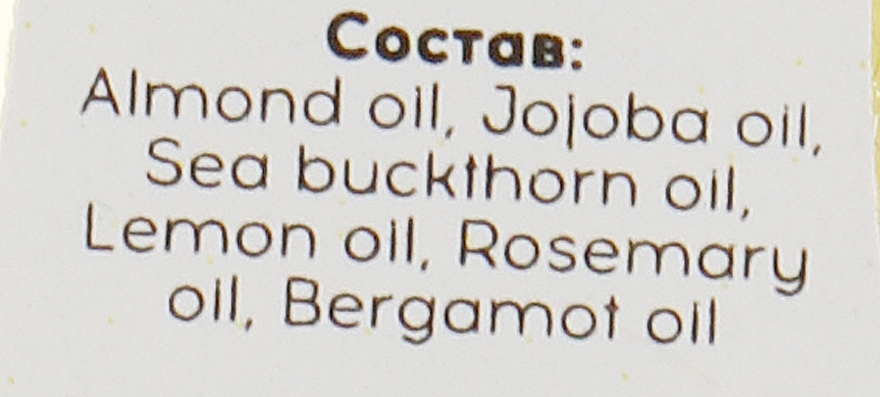 Состав:
Almond oil, Jojoba oil,
Sea buckthorn oil,
Lemon oil, Rosemary
oil, Bergamot oil